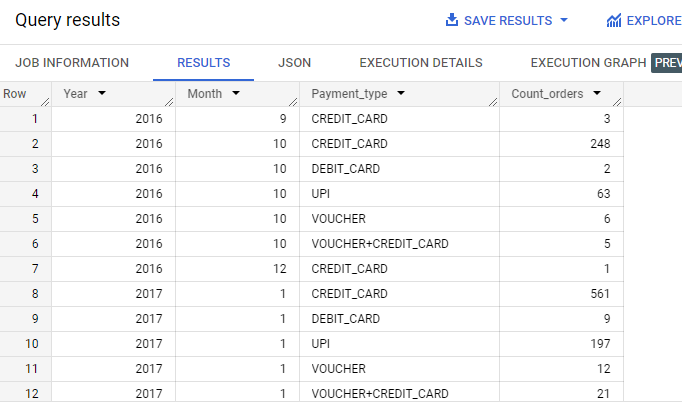 Query results SAVE RESULTS EXPLORE
JOB INFORMATION RESULTS JSON EXECUTION DETAILS EXECUTION GRAPH PREV
Row Year Month Payment_type Count_orders
1 2016 9 CREDIT_CARD 3
2 2016 10 CREDIT_CARD 248
3 2016 10 DEBIT_CARD 2
4 2016 10 UPI 63
5 2016 10 VOUCHER 6
6 2016 10 VOUCHER+CREDIT_CARD 5
7 2016 12 CREDIT_CARD 1
8 2017 1 CREDIT_CARD 561
9 2017 1 DEBIT_CARD 9
10 2017 1 UPI 197
11 2017 1 VOUCHER 12
12 2017 1 VOUCHER+CREDIT_CARD 21